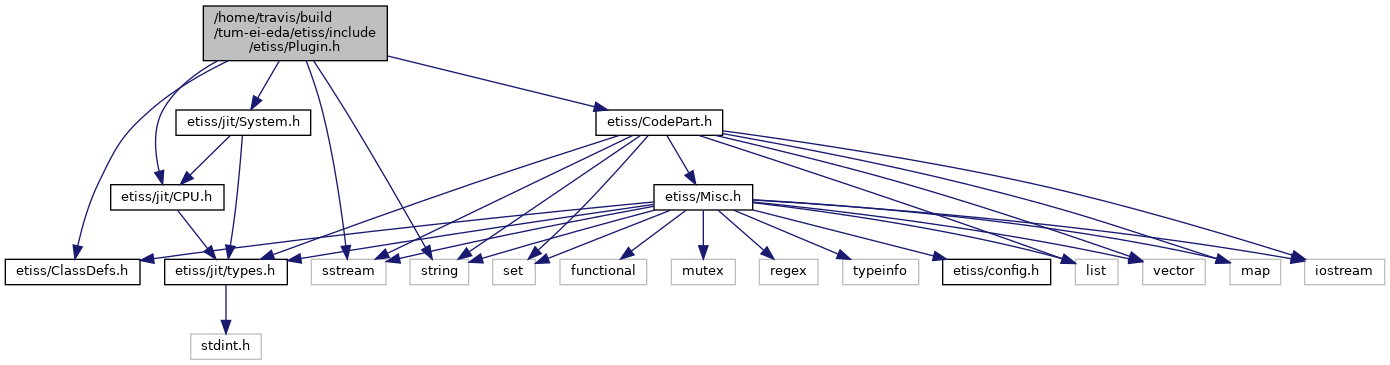 /home/travis/build
/tum-ei-eda/etiss/include
/etiss/Plugin.h
etiss/jit/System.h
etiss/CodePart.h
etiss/jit/CPU.h
etiss/Misc.h
etiss/ClassDefs.h
etiss/jit/types.h
sstream
string
set
functional
mutex
regex
typeinfo
etiss/config.h
list
vector
map
iostream
stdint.h